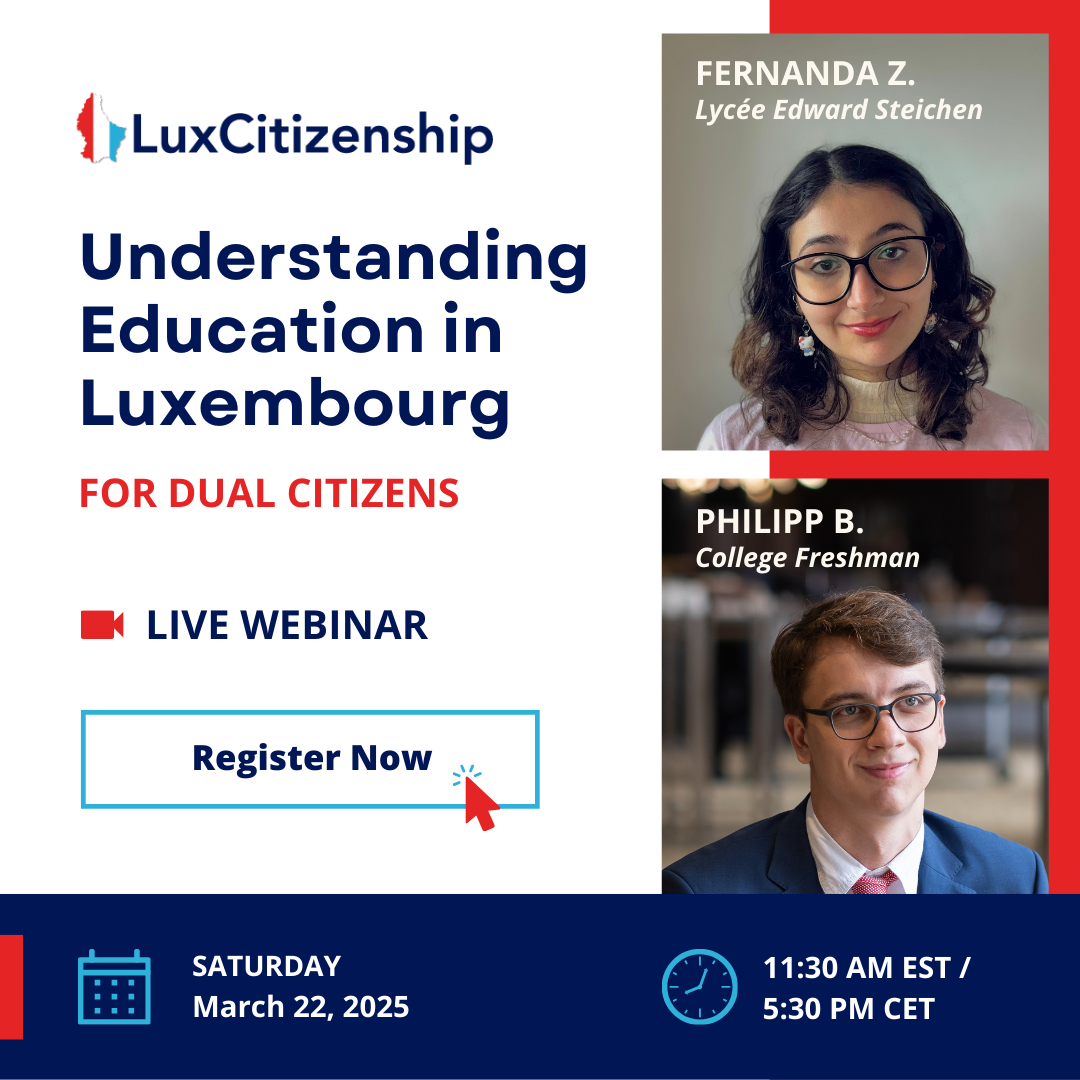 LuxCitizenship
Understanding
Education in
Luxembourg
FOR DUAL CITIZENS
LIVE WEBINAR
Register Now
FERNANDA Z.
Lycée Edward Steichen
PHILIPP B.
College Freshman
SATURDAY
March 22, 2025
11:30 AM EST /
5:30 PM CET